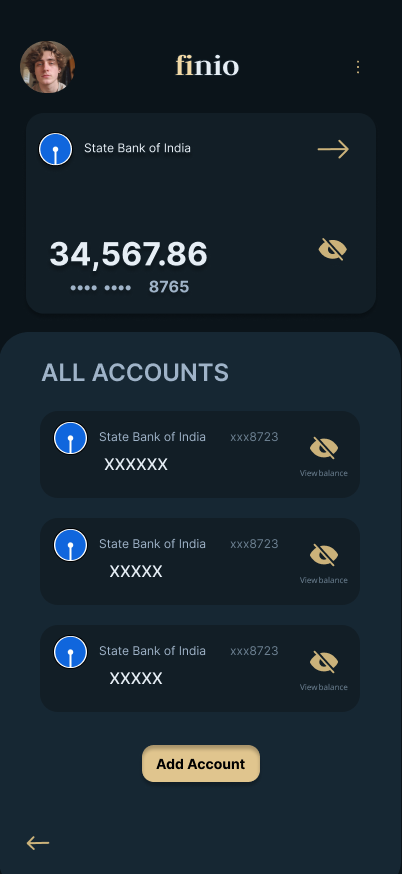 finio
State Bank of India
34,567.86
•••• •••• 8765
ALL ACCOUNTS
State Bank of India xxx8723
XXXXXX
View balance
State Bank of India xxx8723
XXXXX
View balance
State Bank of India xxx8723
XXXXX
View balance
Add Account